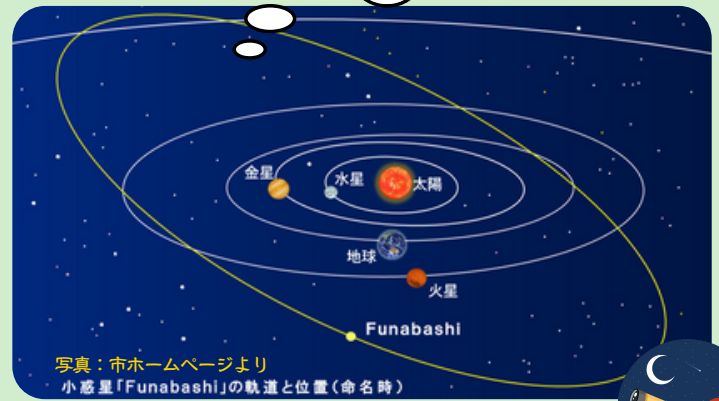 金星
水星
太陽
地球
火星
Funabashi
写真：市ホームページより
小惑星「Funabashi」の軌道と位置（命名時）